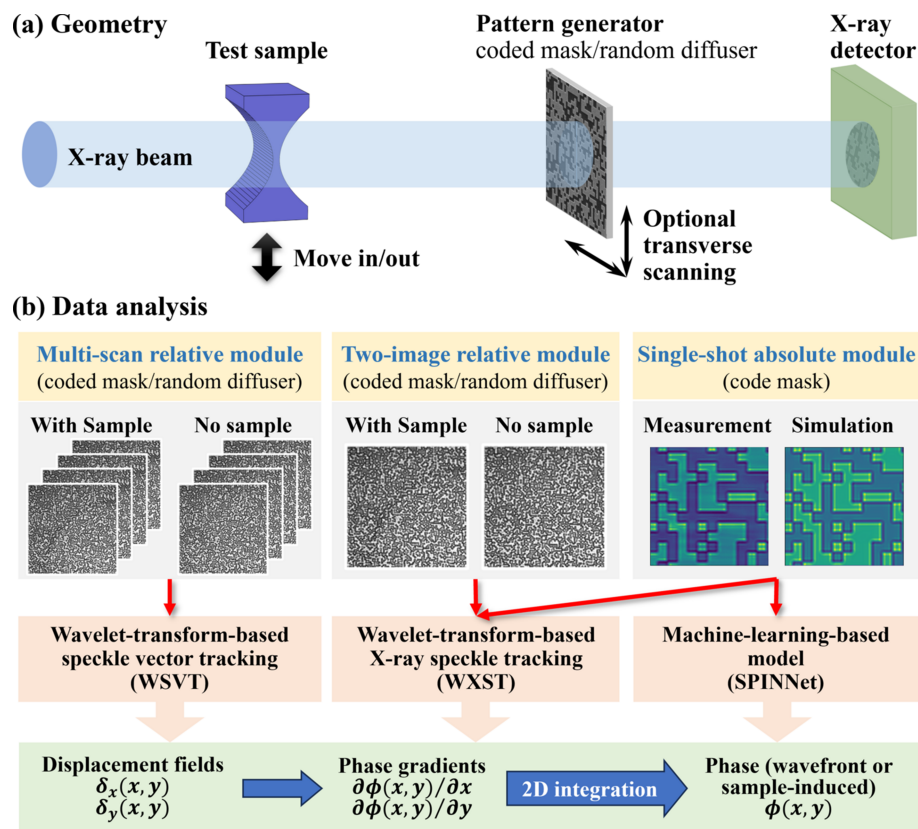 (a) Geometry
Test sample
Pattern generator
coded mask/random diffuser
X-ray
detector
X-ray beam
Move in/out
Optional
transverse
scanning
(b) Data analysis
Multi-scan relative module
(coded mask/random diffuser)
Two-image relative module
(coded mask/random diffuser)
Single-shot absolute module
(code mask)
With Sample
No sample
With Sample
No sample
Measurement
Simulation
Wavelet-transform-based
speckle vector tracking
(WSVT)
Wavelet-transform-based
X-ray speckle tracking
(WXST)
Machine-learning-based
model
(SPINNet)
Displacement fields
δₓ(x, y)
δᵧ(x, y)
Phase gradients
∂ϕ(x, y)/∂x
∂ϕ(x, y)/∂y
2D integration
Phase (wavefront or
sample-induced)
ϕ(x, y)